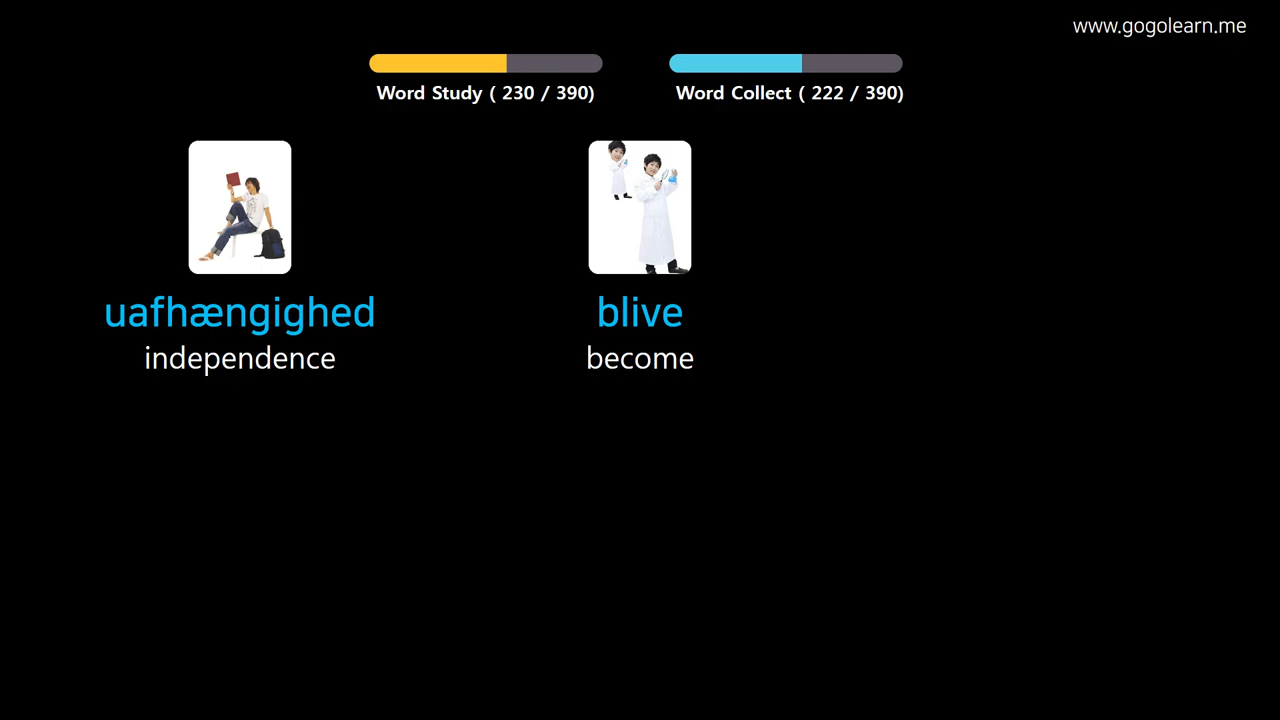 www.gogolearn.me
Word Study ( 230 / 390)
Word Collect ( 222 / 390)
uafhængighed
independence
blive
become